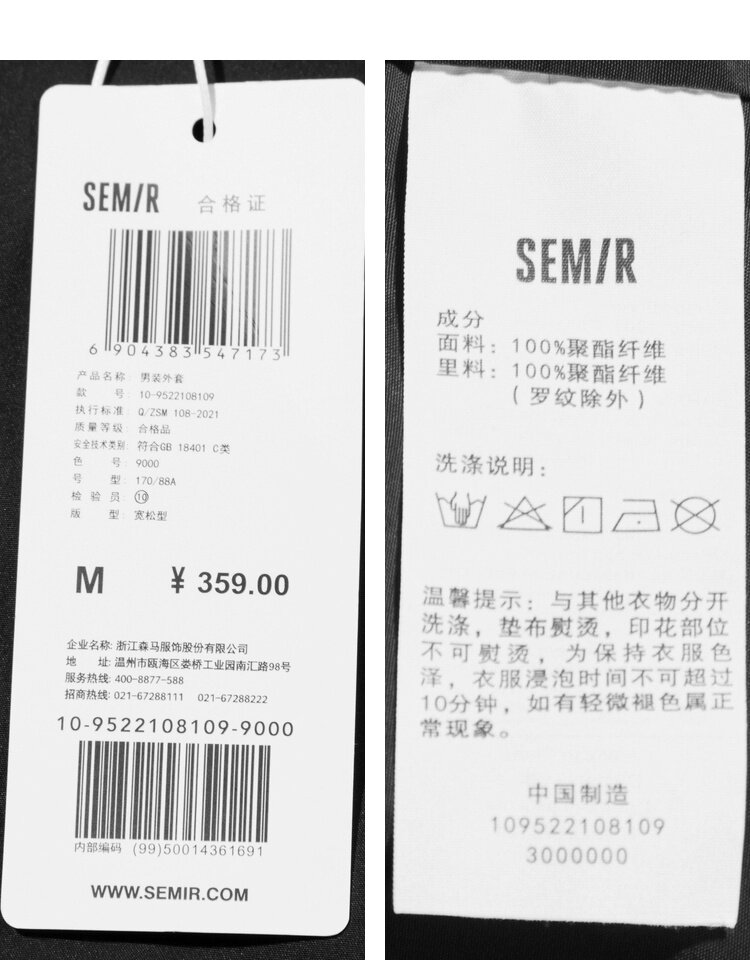 SEMIR 合格证
6 904383 547173
产品名称: 男装外套
款 号: 10-9522108109
执行标准: Q/ZSM 108-2021
质量等级: 合格品
安全技术类别: 符合GB 18401 C类
色 号: 9000
号 型: 170/88A
检 验 员 ⑩
版 型: 宽松型
M ¥ 359.00
企业名称: 浙江森马服饰股份有限公司
地 址: 温州市瓯海区娄桥工业园南汇路98号
服务热线: 400-8877-588
招商热线: 021-67288111 021-67288222
10-9522108109-9000
内部编码 (99)50014361691
WWW.SEMIR.COM
SEMIR
成分
面料: 100%聚酯纤维
里料: 100%聚酯纤维
(罗纹除外)
洗涤说明:
温馨提示: 与其他衣物分开
洗涤，垫布熨烫，印花部位
不可熨烫，为保持衣服色
泽，衣服浸泡时间不可超过
10分钟，如有轻微褪色属正
常现象。
中国制造
109522108109
3000000